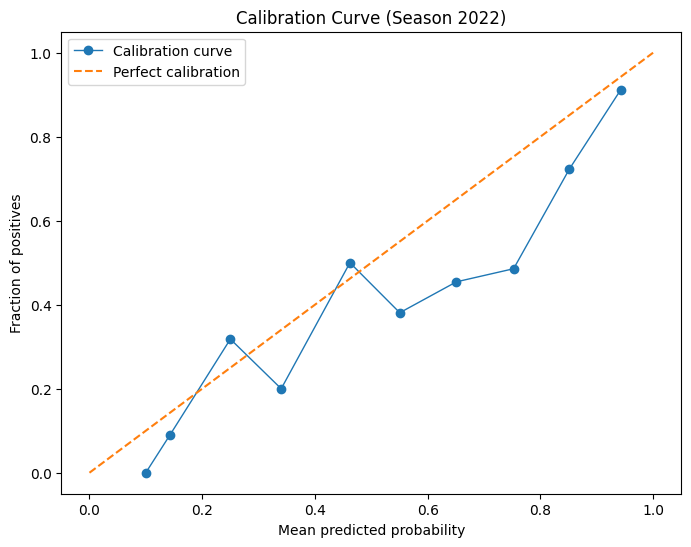 Calibration Curve (Season 2022)
Calibration curve
Perfect calibration
Fraction of positives
1.0
0.8
0.6
0.4
0.2
0.0
0.0 0.2 0.4 0.6 0.8 1.0
Mean predicted probability